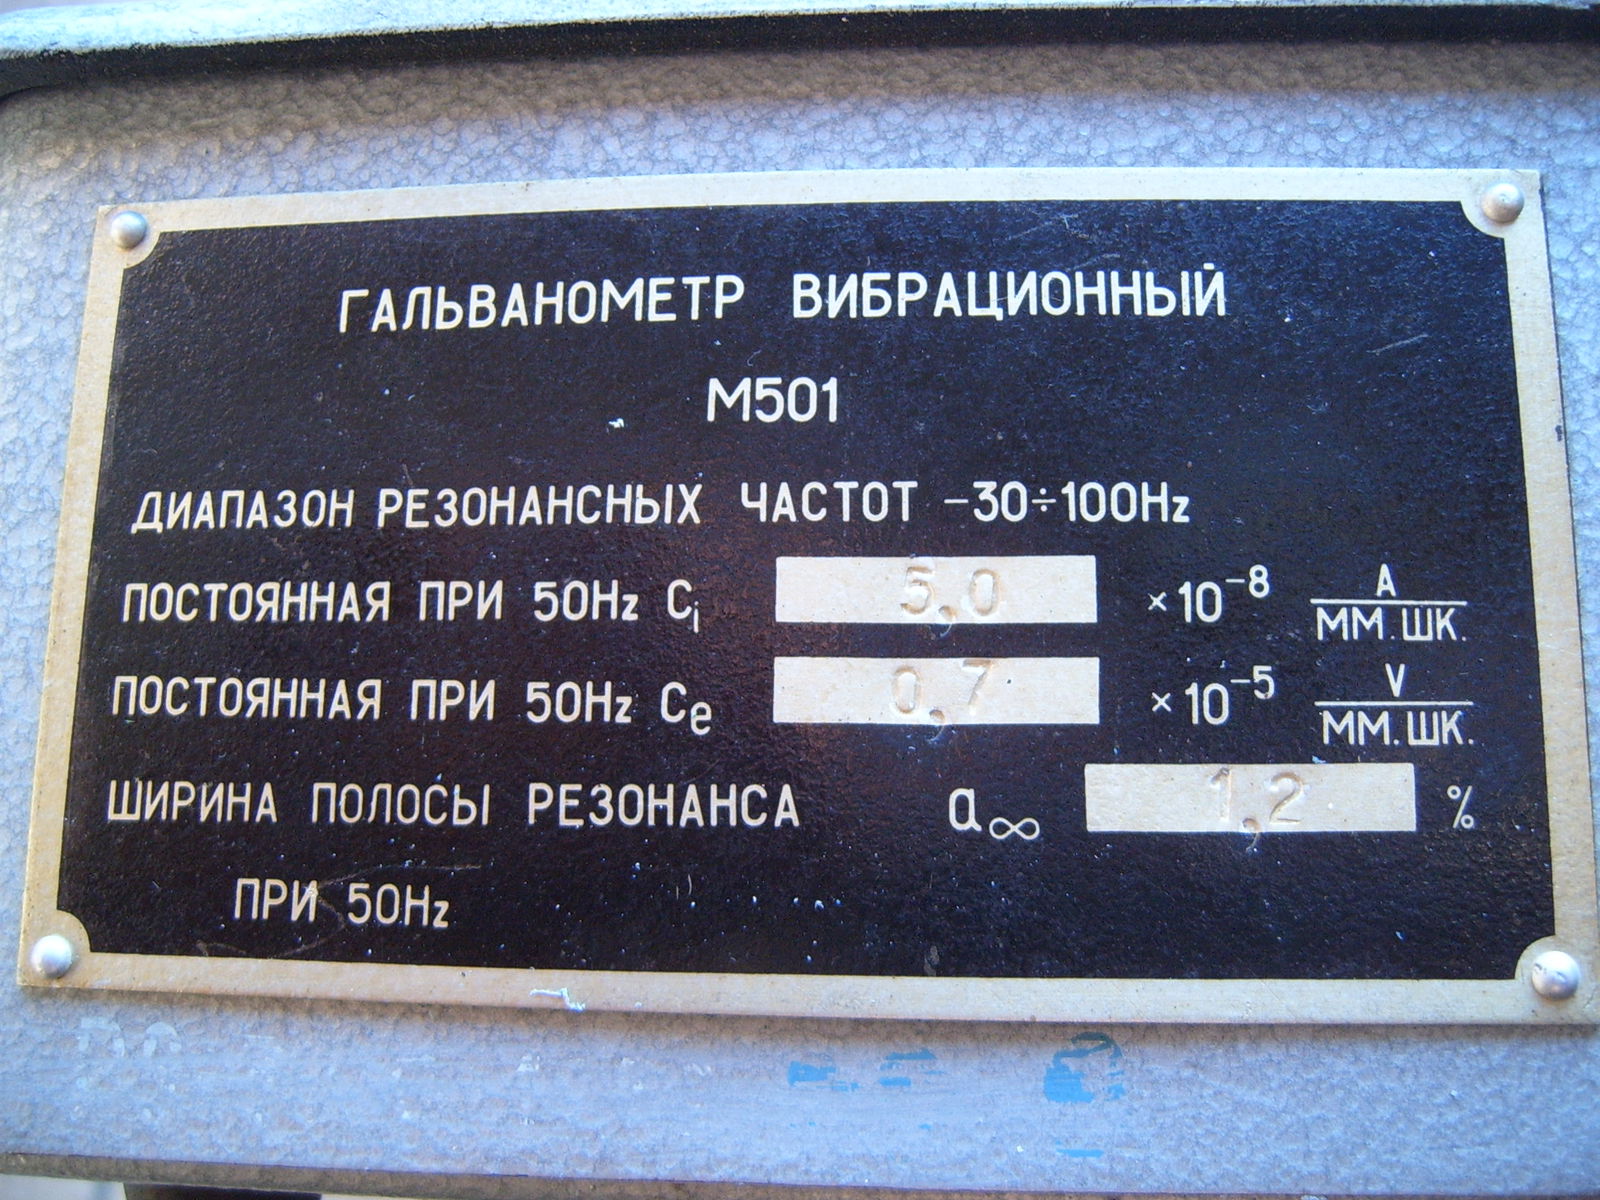 ГАЛЬВАНОМЕТР ВИБРАЦИОННЫЙ
М501
ДИАПАЗОН РЕЗОНАНСНЫХ ЧАСТОТ –30÷100Hz
ПОСТОЯННАЯ ПРИ 50Hz Ci 5,0 ×10⁻⁸ А/ММ.ШК.
ПОСТОЯННАЯ ПРИ 50Hz Ce 0,7 ×10⁻⁵ V/ММ.ШК.
ШИРИНА ПОЛОСЫ РЕЗОНАНСА a∞ 1,2 %
ПРИ 50Hz